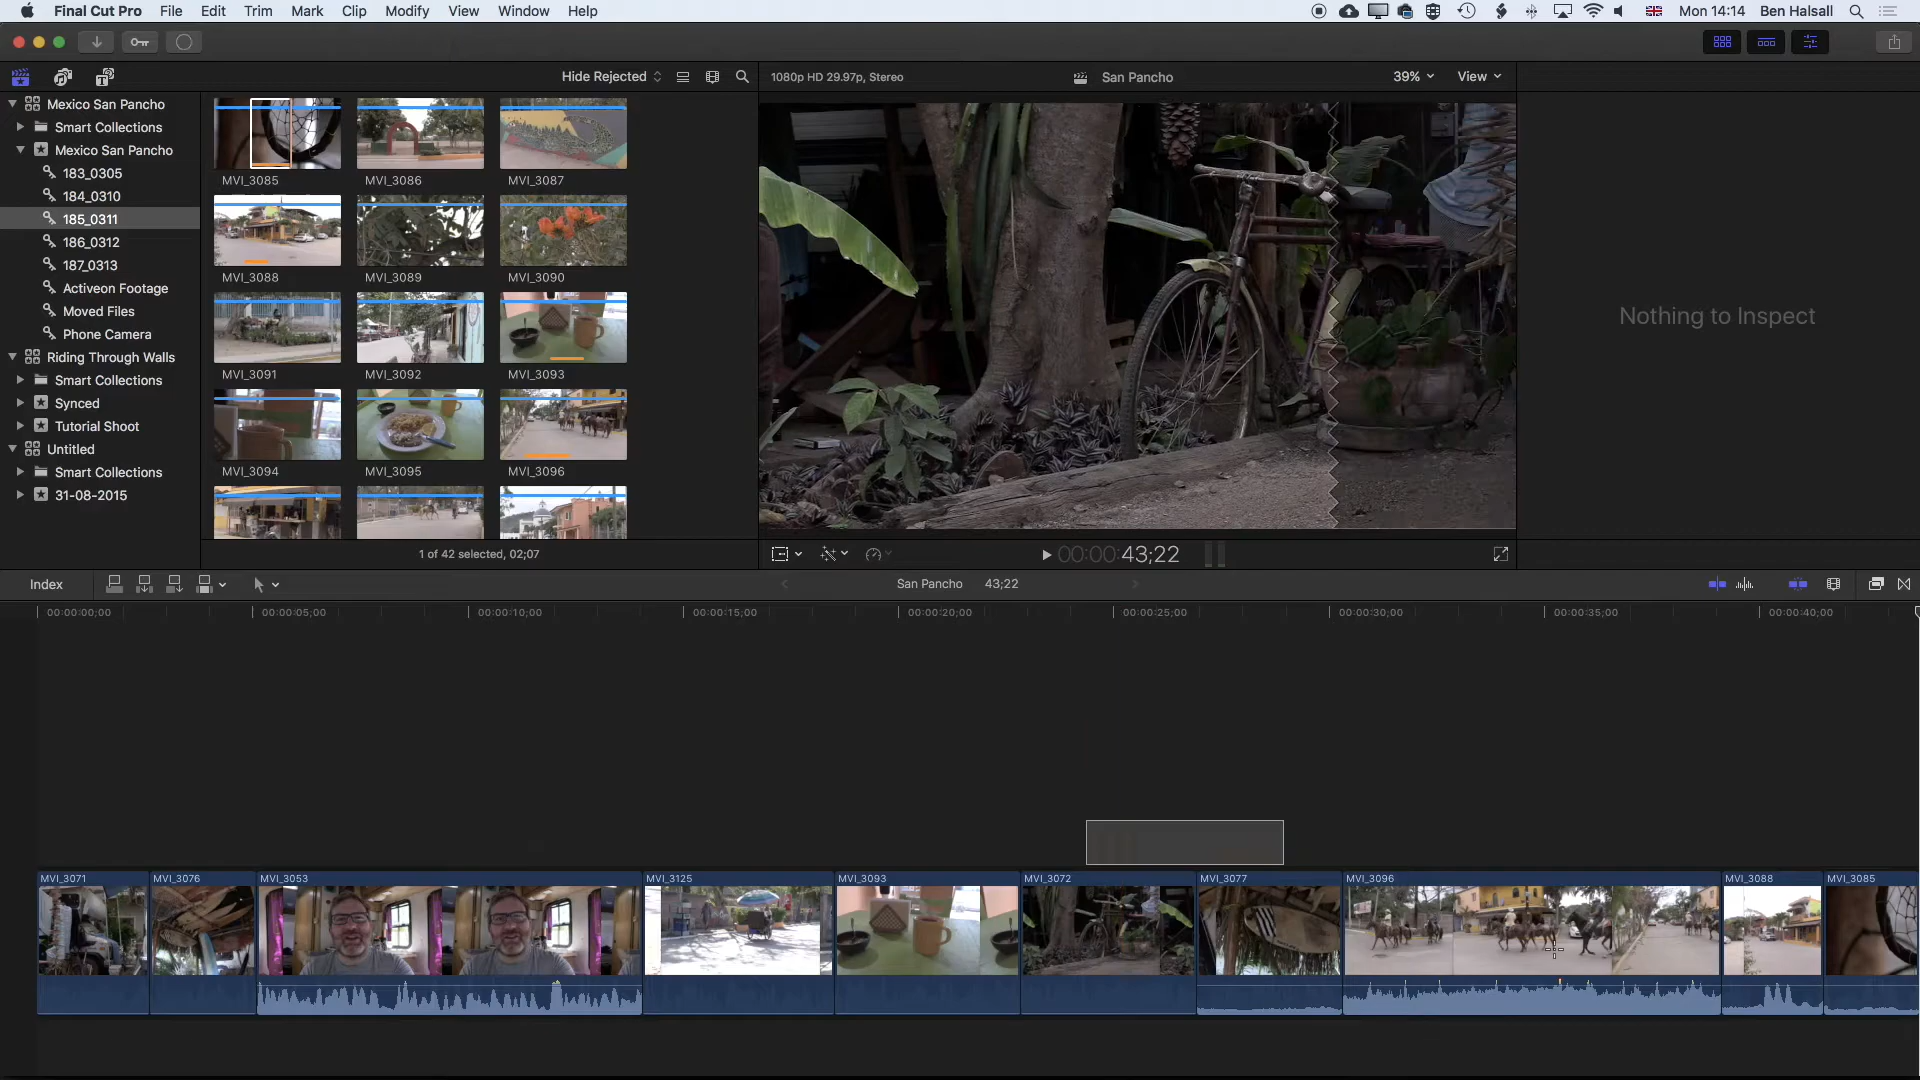 Final Cut Pro File Edit Trim Mark Clip Modify View Window Help Mon 14:14 Ben Halsall
Hide Rejected
1080p HD 29.97p, Stereo San Pancho 39% View
Mexico San Pancho
Smart Collections
Mexico San Pancho
183_0305
184_0310
185_0311
186_0312
187_0313
Activeon Footage
Moved Files
Phone Camera
Riding Through Walls
Smart Collections
Synced
Tutorial Shoot
Untitled
Smart Collections
31-08-2015
MVI_3085 MVI_3086 MVI_3087
MVI_3088 MVI_3089 MVI_3090
MVI_3091 MVI_3092 MVI_3093
MVI_3094 MVI_3095 MVI_3096
1 of 42 selected, 02;07
00:00:43;22
Nothing to Inspect
Index San Pancho 43;22
00:00:00;00 00:00:05;00 00:00:10;00 00:00:15;00 00:00:20;00 00:00:25;00 00:00:30;00 00:00:35;00 00:00:40;00
MVI_3071 MVI_3076 MVI_3053 MVI_3125 MVI_3093 MVI_3072 MVI_3077 MVI_3096 MVI_3088 MVI_3085